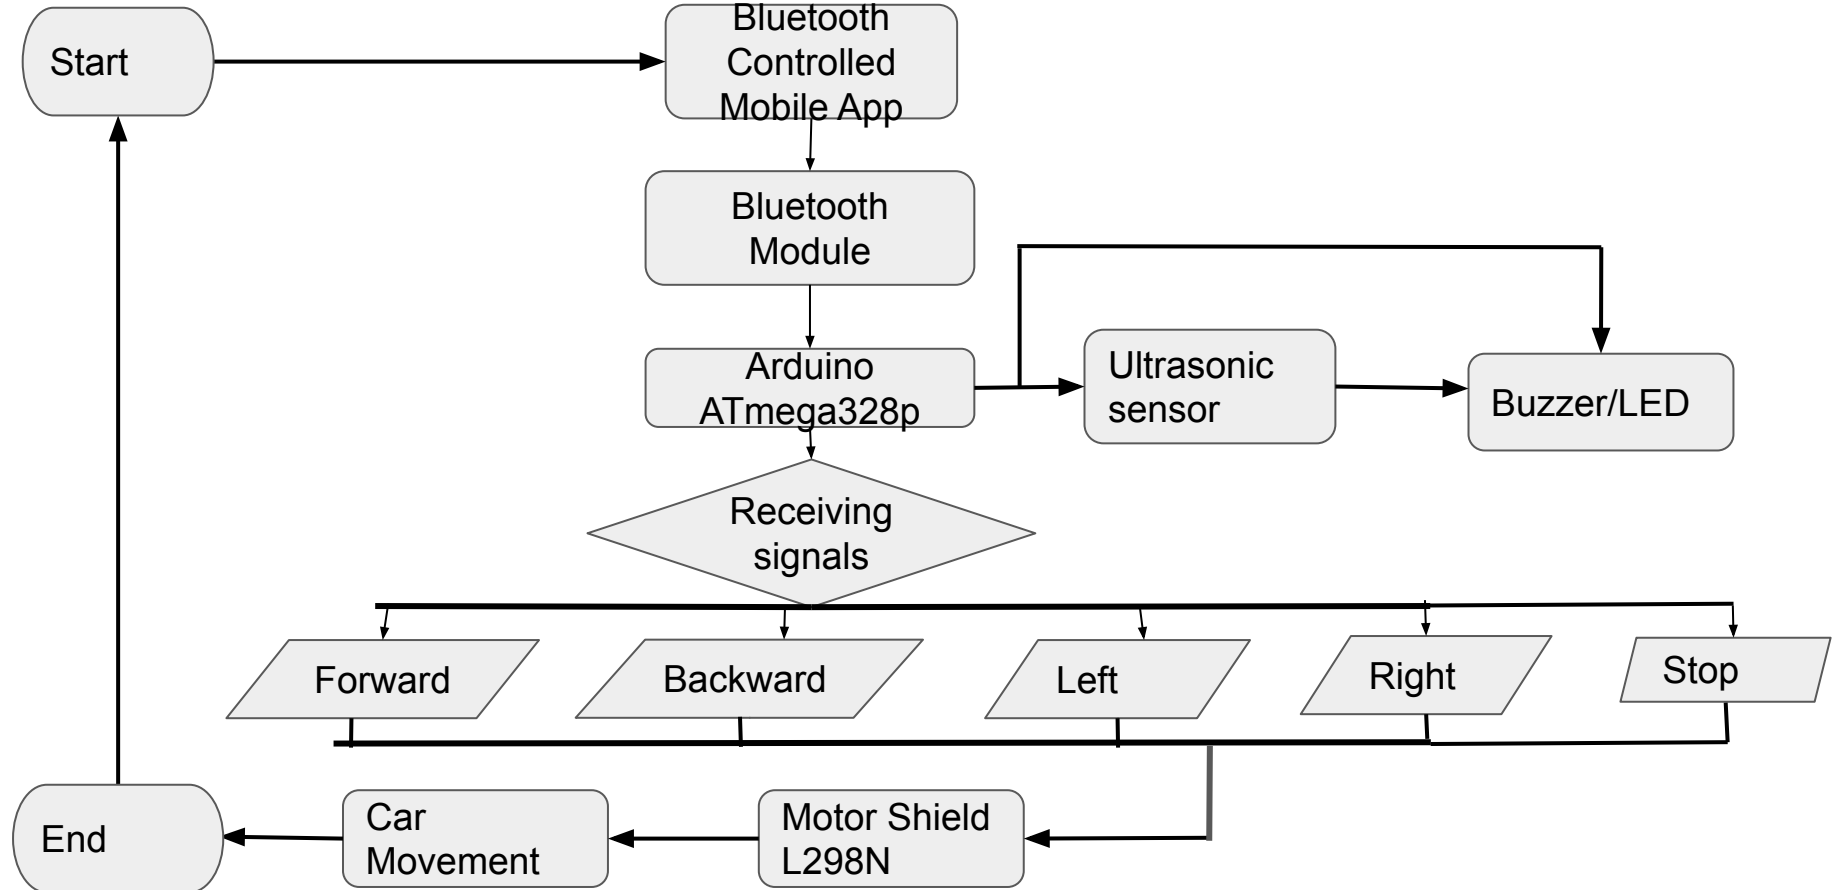 Start
Bluetooth
Controlled
Mobile App
Bluetooth
Module
Arduino
ATmega328p
Ultrasonic
sensor
Buzzer/LED
Receiving
signals
Forward
Backward
Left
Right
Stop
End
Car
Movement
Motor Shield
L298N